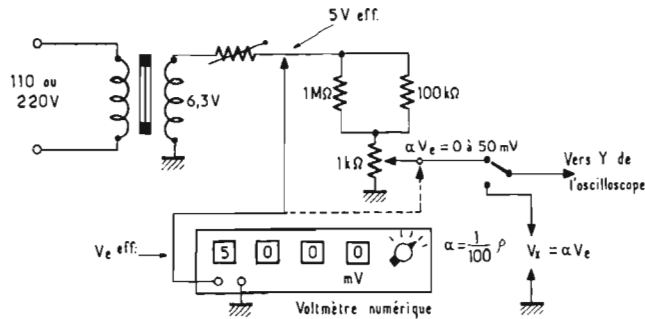 5V eff.
110 ou
220V
6,3V
1MΩ
100kΩ
1kΩ
αVe = 0 à 50 mV
Vers Y de
l'oscilloscope
Ve eff.
5 0 0 0
mV
α = 1/100 ρ
Vx = αVe
Voltmètre numérique